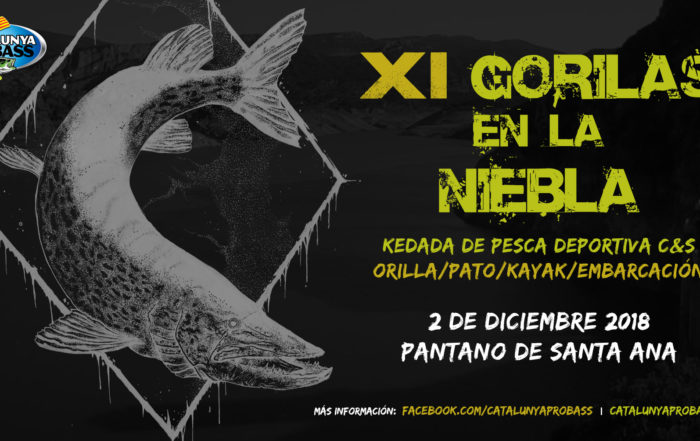 XI GORILAS
EN LA
NIEBLA
KEDADA DE PESCA DEPORTIVA C&S
ORILLA/PATO/KAYAK/EMBARCACIÓN
2 DE DICIEMBRE 2018
PANTANO DE SANTA ANA
MÁS INFORMACIÓN: FACEBOOK.COM/CATALUNYAPROBASS | CATALUNYAPROBAS